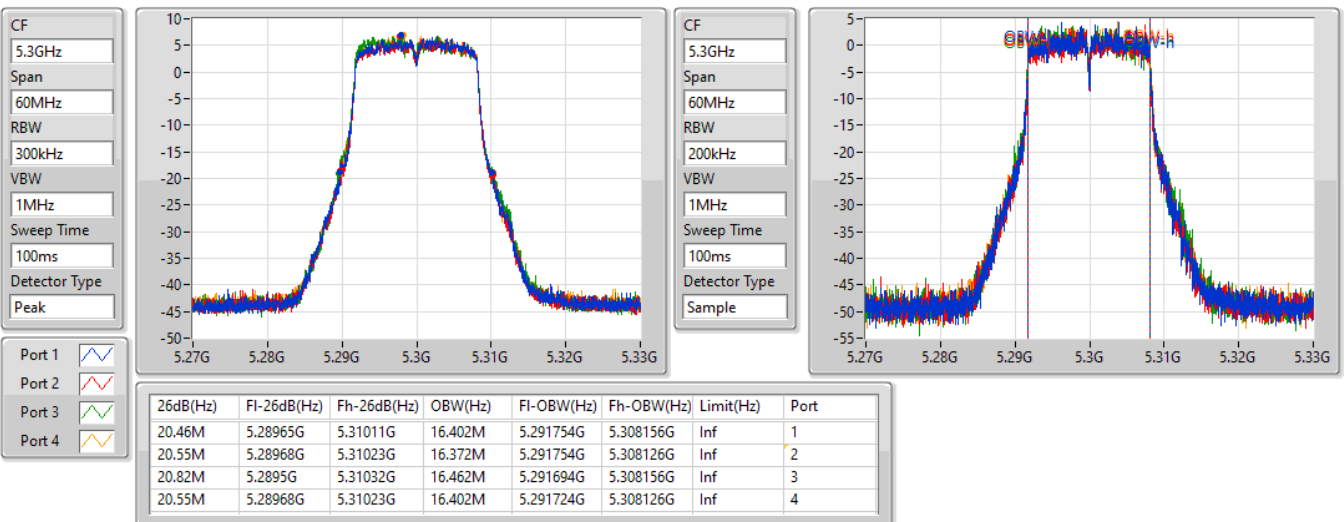 CF
5.3GHz
Span
60MHz
RBW
300kHz
VBW
1MHz
Sweep Time
100ms
Detector Type
Peak
10
5
0
-5
-10
-15
-20
-25
-30
-35
-40
-45
-50
5.27G 5.28G 5.29G 5.3G 5.31G 5.32G 5.33G
CF
5.3GHz
Span
60MHz
RBW
200kHz
VBW
1MHz
Sweep Time
100ms
Detector Type
Sample
5
0
-5
-10
-15
-20
-25
-30
-35
-40
-45
-50
-55
5.27G 5.28G 5.29G 5.3G 5.31G 5.32G 5.33G
Port 1
Port 2
Port 3
Port 4
26dB(Hz) Fl-26dB(Hz) Fh-26dB(Hz) OBW(Hz) Fl-OBW(Hz) Fh-OBW(Hz) Limit(Hz) Port
20.46M 5.28965G 5.31011G 16.402M 5.291754G 5.308156G Inf 1
20.55M 5.28968G 5.31023G 16.372M 5.291754G 5.308126G Inf 2
20.82M 5.2895G 5.31032G 16.462M 5.291694G 5.308156G Inf 3
20.55M 5.28968G 5.31023G 16.402M 5.291724G 5.308126G Inf 4